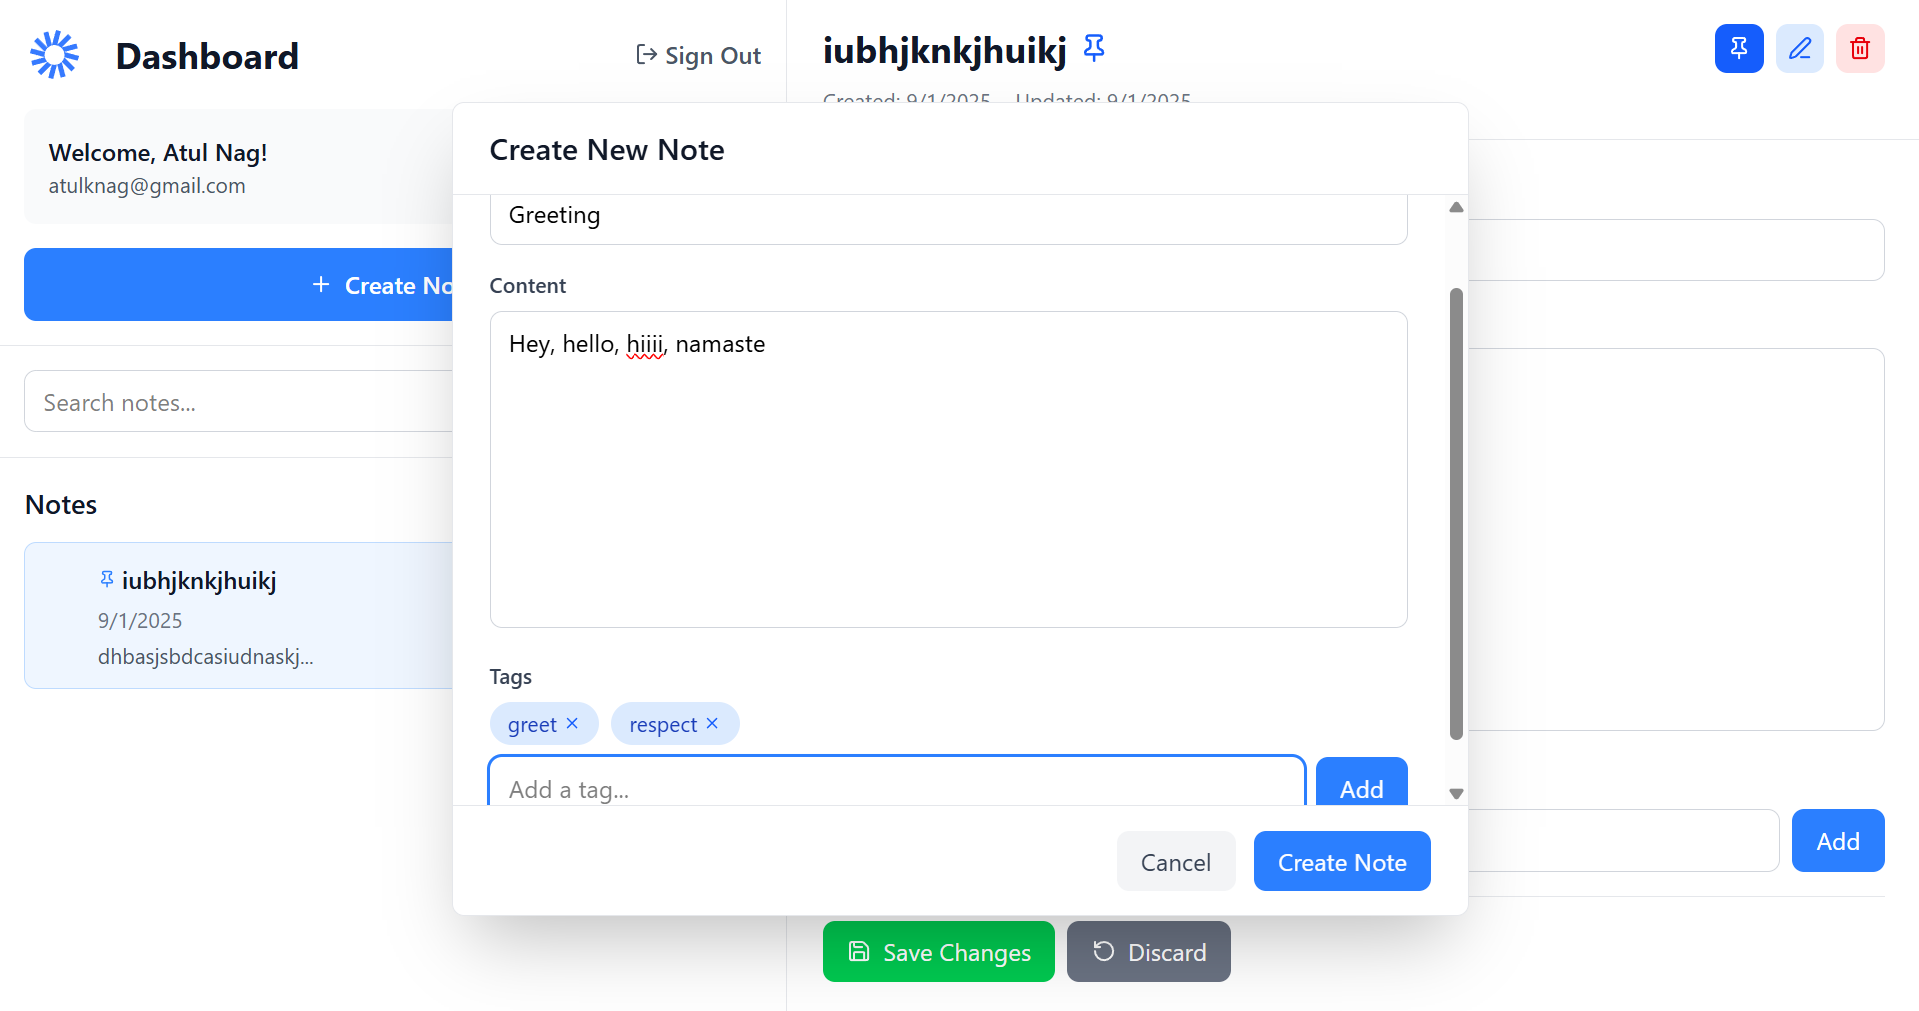 Dashboard
Sign Out
Welcome, Atul Nag!
atulknag@gmail.com
+ Create No
Search notes...
Notes
iubhjknkjhuikj
9/1/2025
dhbasjsbdcasiudnaskj...
iubhjknkjhuikj
Created: 9/1/2025 Updated: 9/1/2025
Create New Note
Greeting
Content
Hey, hello, hiiii, namaste
Tags
greet ×
respect ×
Add a tag...
Add
Cancel
Create Note
Add
Save Changes
Discard